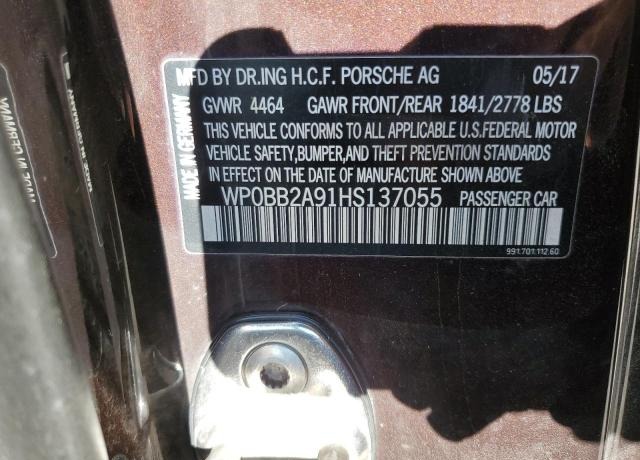 MFD BY DR.ING H.C.F. PORSCHE AG 05/17
GVWR 4464 GAWR FRONT/REAR 1841/2778 LBS
THIS VEHICLE CONFORMS TO ALL APPLICABLE U.S.FEDERAL MOTOR
VEHICLE SAFETY,BUMPER,AND THEFT PREVENTION STANDARDS
IN EFFECT ON THE DATE OF MANUFACTURE SHOWN ABOVE
WP0BB2A91HS137055 PASSENGER CAR
991.701.112.60
MADE IN GERMANY